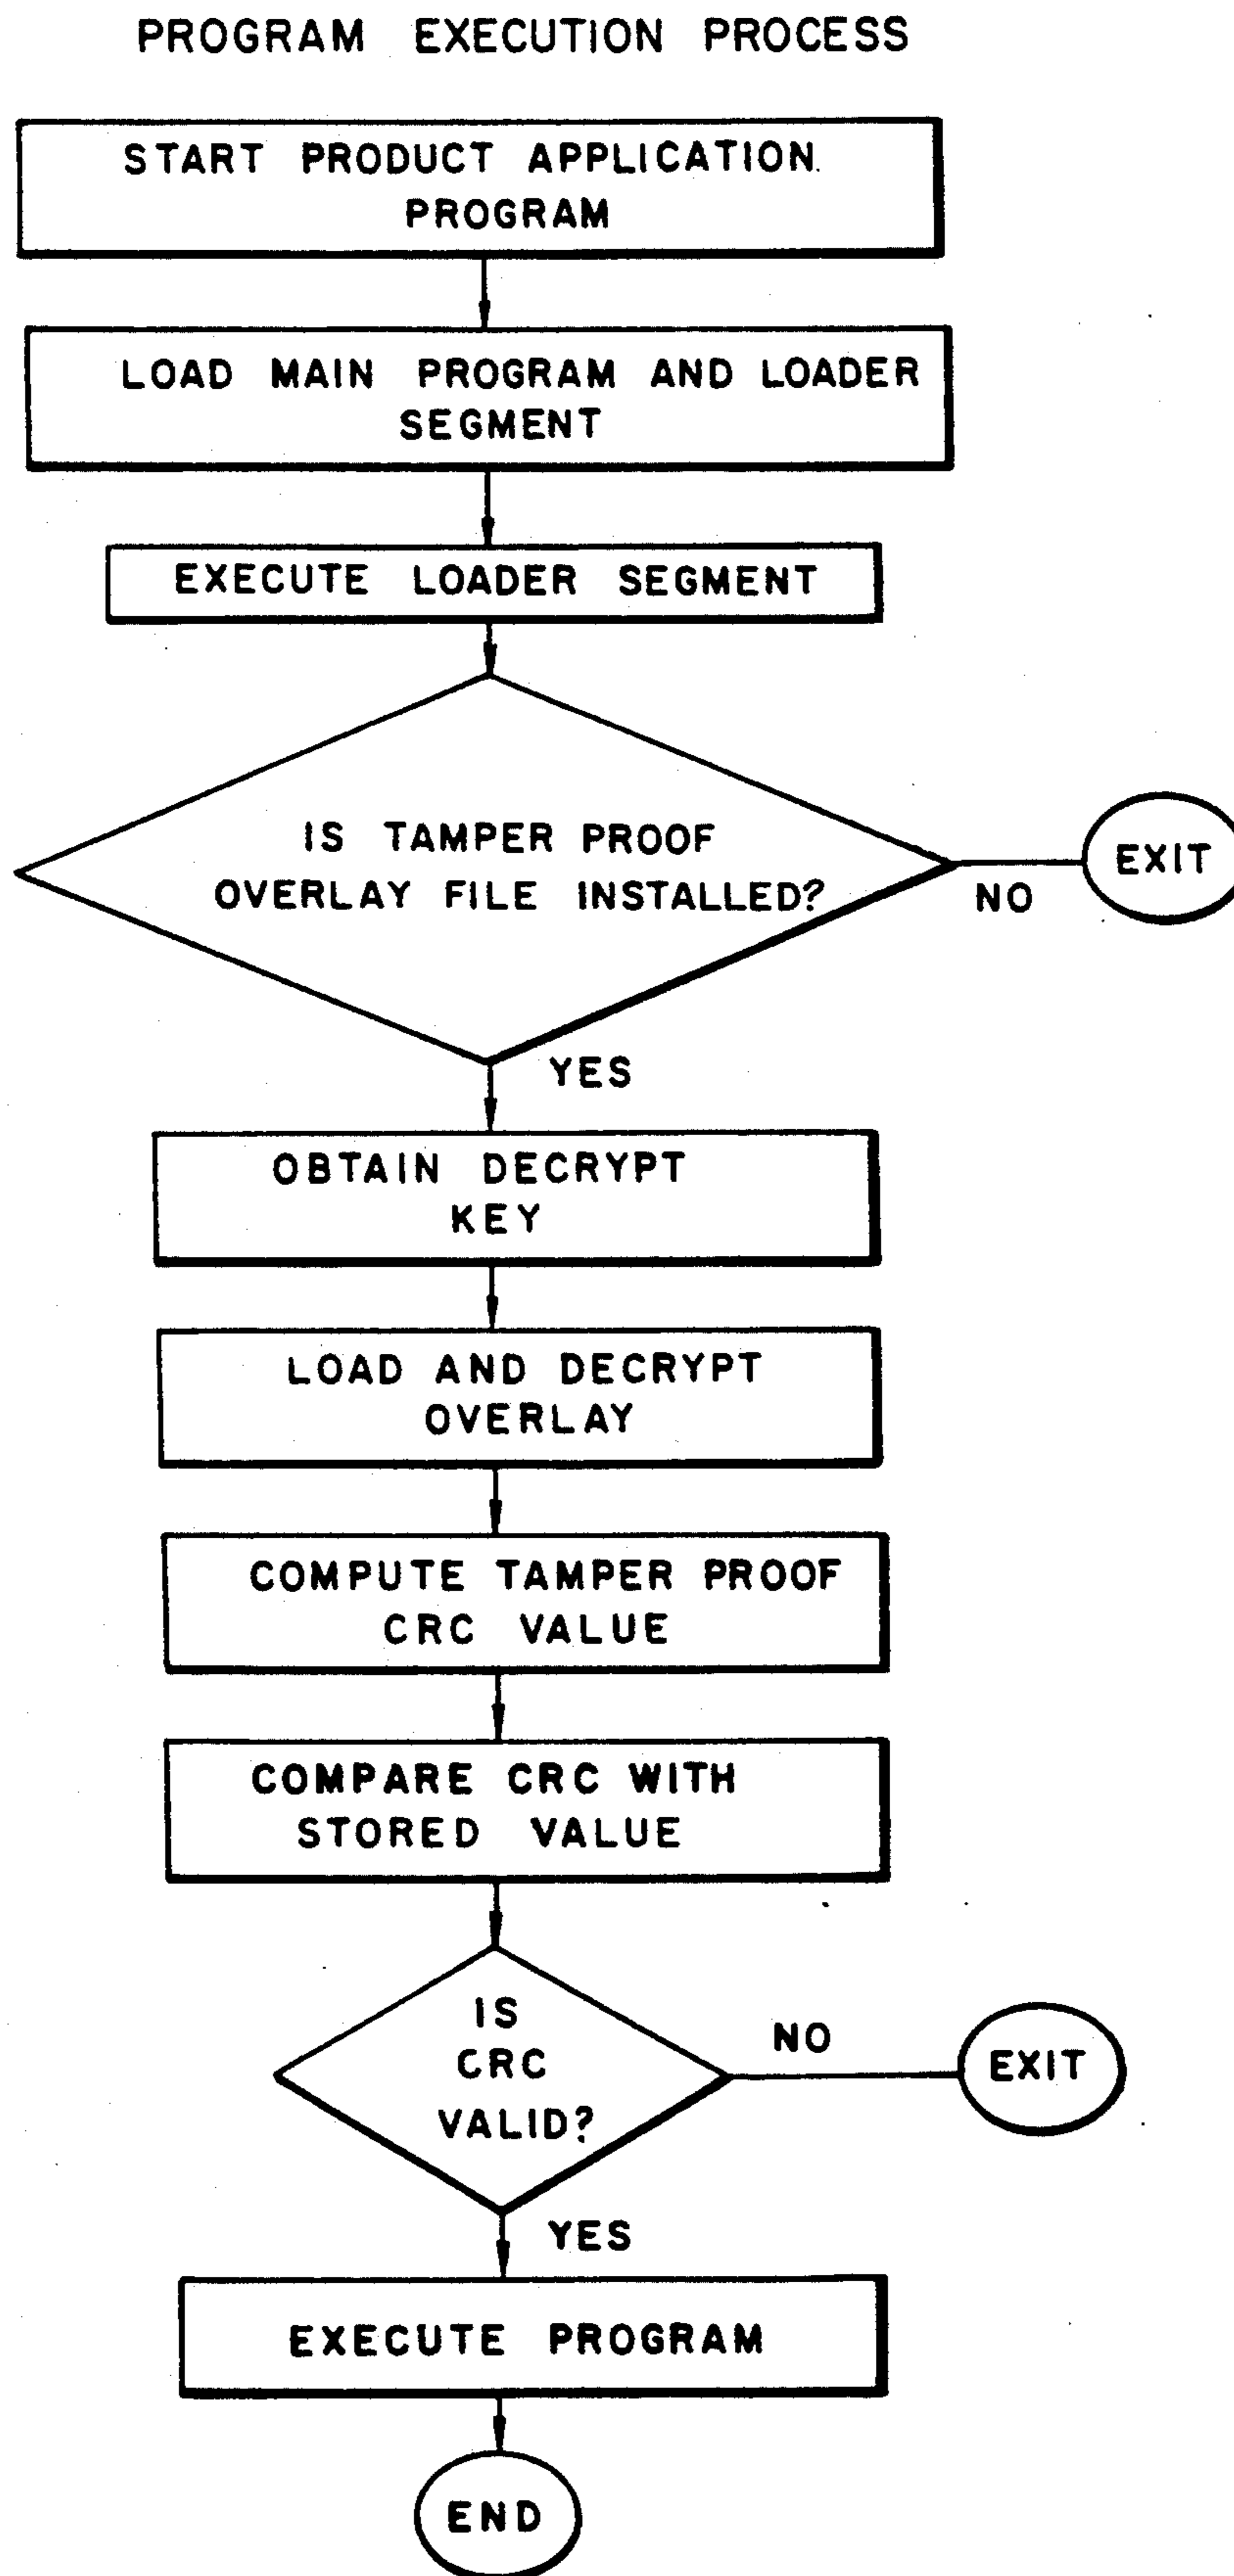 PROGRAM EXECUTION PROCESS
START PRODUCT APPLICATION
PROGRAM
LOAD MAIN PROGRAM AND LOADER
SEGMENT
EXECUTE LOADER SEGMENT
IS TAMPER PROOF
OVERLAY FILE INSTALLED?
EXIT
NO
YES
OBTAIN DECRYPT
KEY
LOAD AND DECRYPT
OVERLAY
COMPUTE TAMPER PROOF
CRC VALUE
COMPARE CRC WITH
STORED VALUE
IS
CRC
VALID?
NO
EXIT
YES
EXECUTE PROGRAM
END